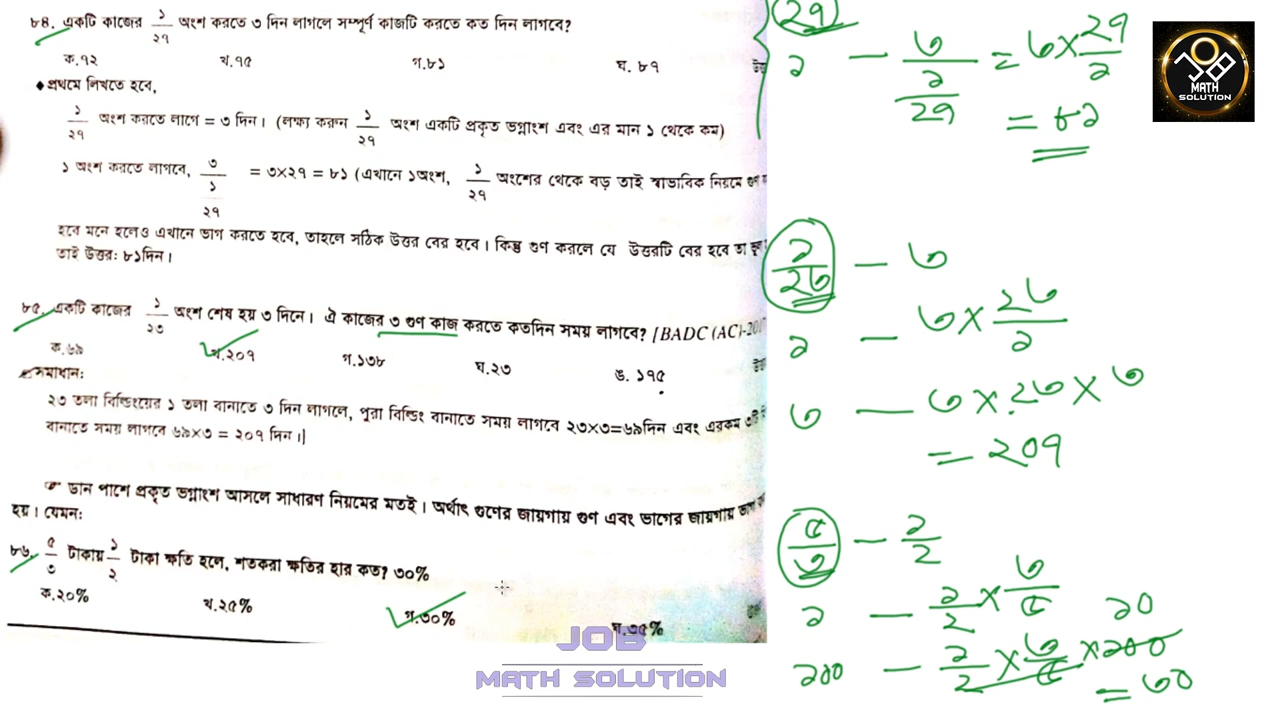 ৮৪. একটি কাজের ১/২৭ অংশ করতে ৩ দিন লাগলে সম্পূর্ণ কাজটি করতে কত দিন লাগবে?
ক.৭২ খ.৭৫ গ.৮১ ঘ. ৮৭
♦প্রথমে লিখতে হবে,
১/২৭ অংশ করতে লাগে = ৩ দিন। (লক্ষ্য করুন ১/২৭ অংশ একটি প্রকৃত ভগ্নাংশ এবং এর মান ১ থেকে কম)
১ অংশ করতে লাগবে, ৩/(১/২৭) = ৩×২৭ = ৮১ (এখানে ১অংশ, ১/২৭ অংশের থেকে বড় তাই স্বাভাবিক নিয়মে গুণ
হবে মনে হলেও এখানে ভাগ করতে হবে, তাহলে সঠিক উত্তর বের হবে। কিন্তু গুণ করলে যে উত্তরটি বের হবে তা
তাই উত্তর: ৮১দিন।
৮৫. একটি কাজের ১/২৩ অংশ শেষ হয় ৩ দিনে। ঐ কাজের ৩ গুণ কাজ করতে কতদিন সময় লাগবে? [BADC (AC)-201
ক.৬৯ খ.২০৭ গ.১৩৮ ঘ.২৩ ঙ. ১৭৫
সমাধান:
২৩ তলা বিল্ডিংয়ের ১ তলা বানাতে ৩ দিন লাগলে, পুরা বিল্ডিং বানাতে সময় লাগবে ২৩×৩=৬৯দিন এবং এরকম ৩টি
বানাতে সময় লাগবে ৬৯×৩ = ২০৭ দিন।]
☞ ডান পাশে প্রকৃত ভগ্নাংশ আসলে সাধারণ নিয়মের মতই। অর্থাৎ গুণের জায়গায় গুণ এবং ভাগের জায়গায় ভাগ
হয়। যেমন:
৮৬. ৫/৩ টাকায় ১/২ টাকা ক্ষতি হলে, শতকরা ক্ষতির হার কত? ৩০%
ক.২০% খ.২৫% গ.৩০% ঘ.৩৫%
২৭
১ — ৩/(১/২৭) = ৩×২৭/১
= ৮১
১/২৩ — ৩
১ — ৩×২৩/১
৩ — ৩×২৩×৩
= ২০৭
৫/৩ — ১/২
১ — ১/২×৩/৫
১০
১০০ — ১/২×৩/৫×১০০
= ৩০
JOB
MATH
SOLUTION
JOB
MATH SOLUTION